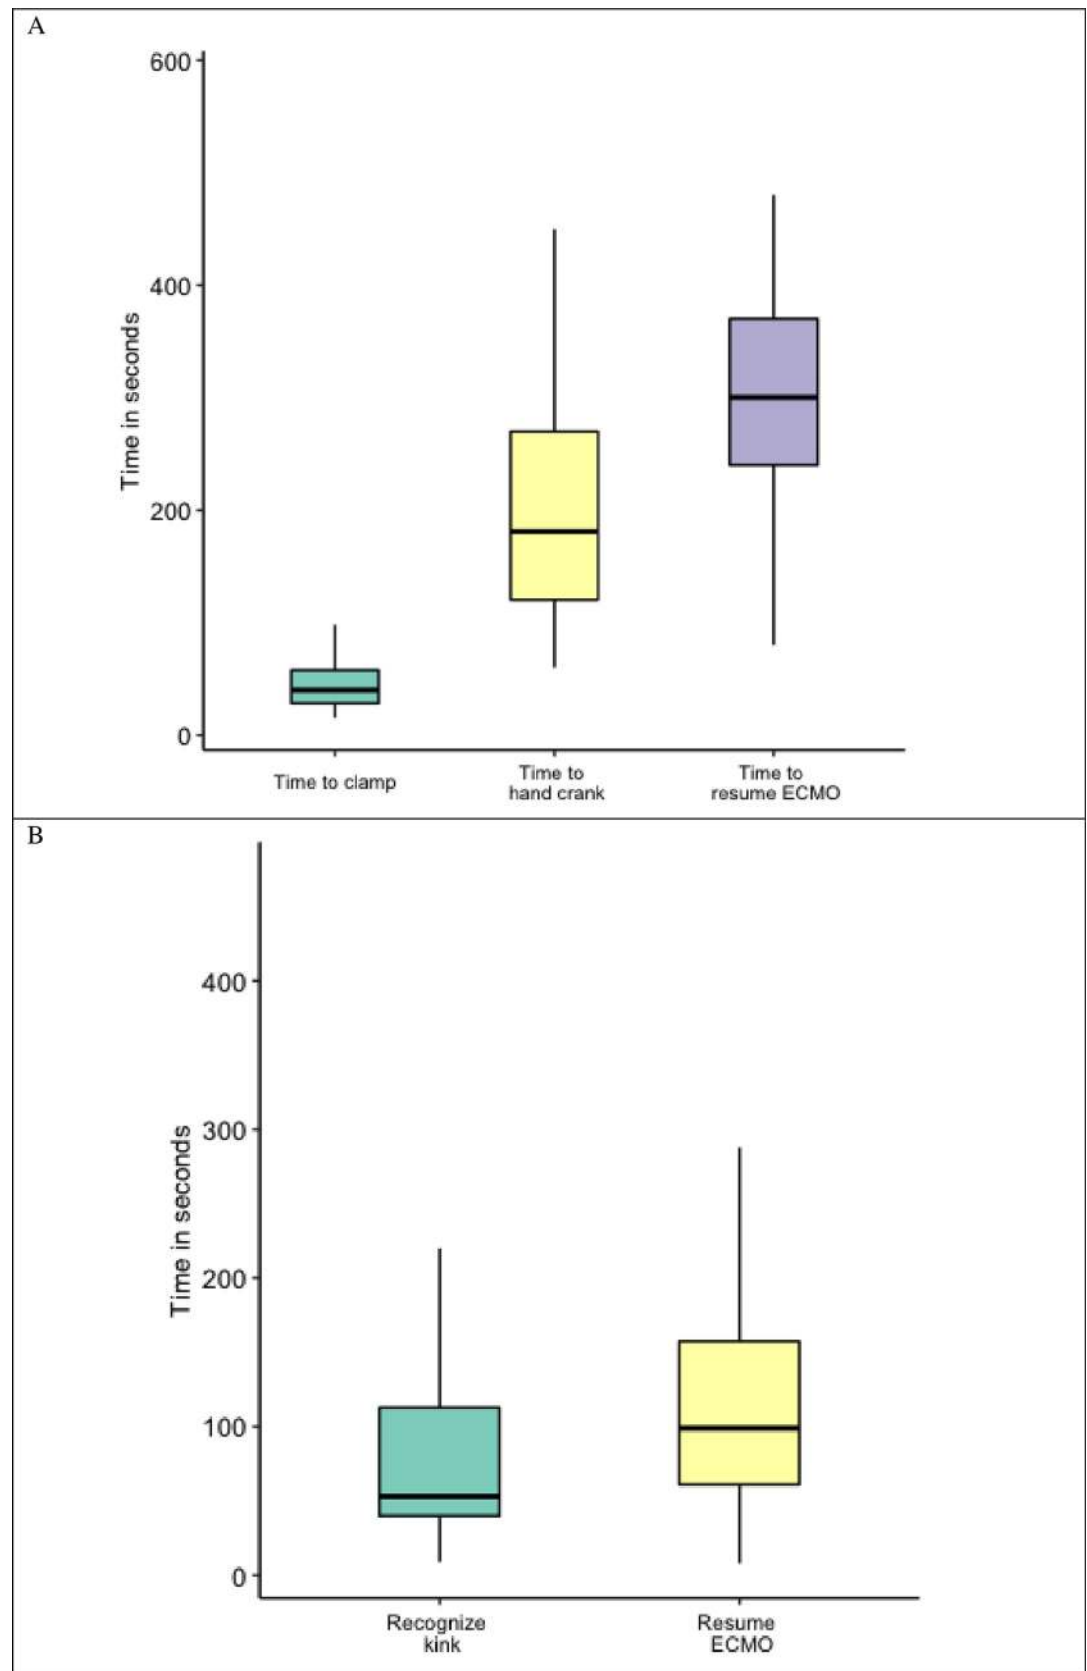 A
600
400
200
0
Time in seconds
Time to clamp
Time to
hand crank
Time to
resume ECMO
B
400
300
200
100
0
Time in seconds
Recognize
kink
Resume
ECMO